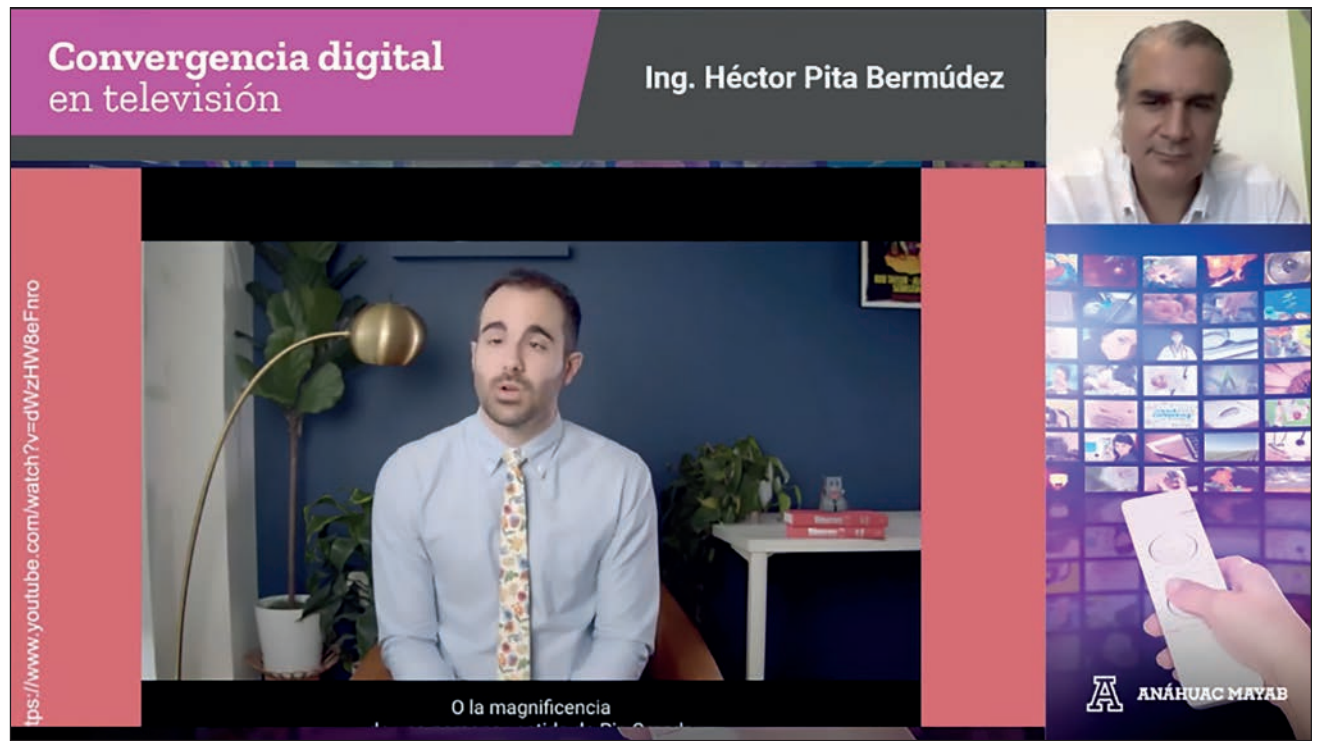 Convergencia digital
en televisión
Ing. Héctor Pita Bermúdez
tps://www.youtube.com/watch?v=dWzHW8eFnro
O la magnificencia
ANÁHUAC MAYAB